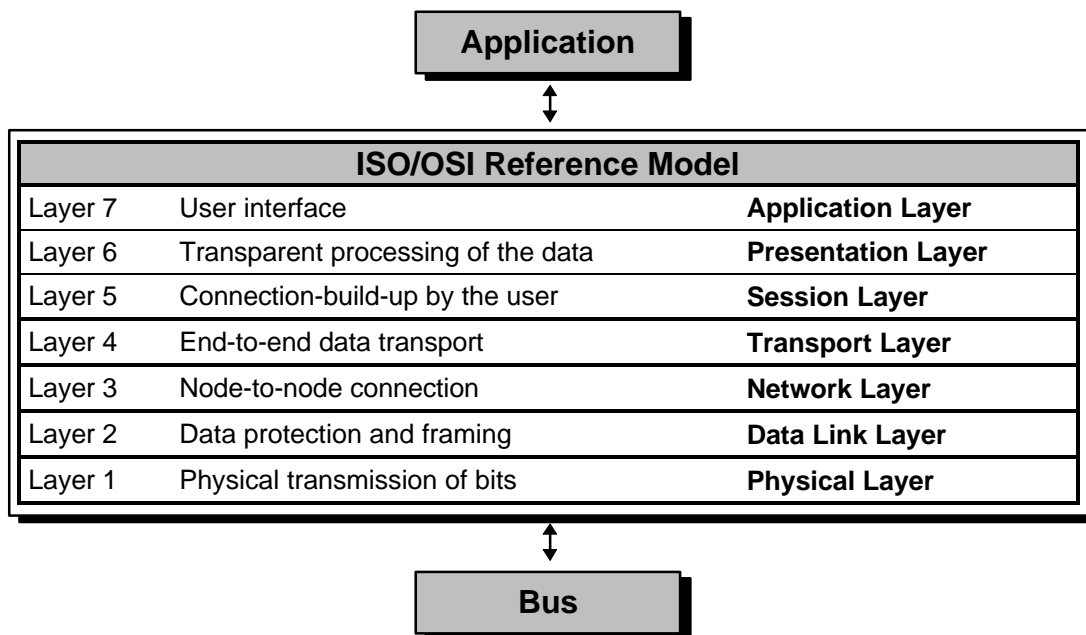 Application
ISO/OSI Reference Model
Layer 7 User interface Application Layer
Layer 6 Transparent processing of the data Presentation Layer
Layer 5 Connection-build-up by the user Session Layer
Layer 4 End-to-end data transport Transport Layer
Layer 3 Node-to-node connection Network Layer
Layer 2 Data protection and framing Data Link Layer
Layer 1 Physical transmission of bits Physical Layer
Bus